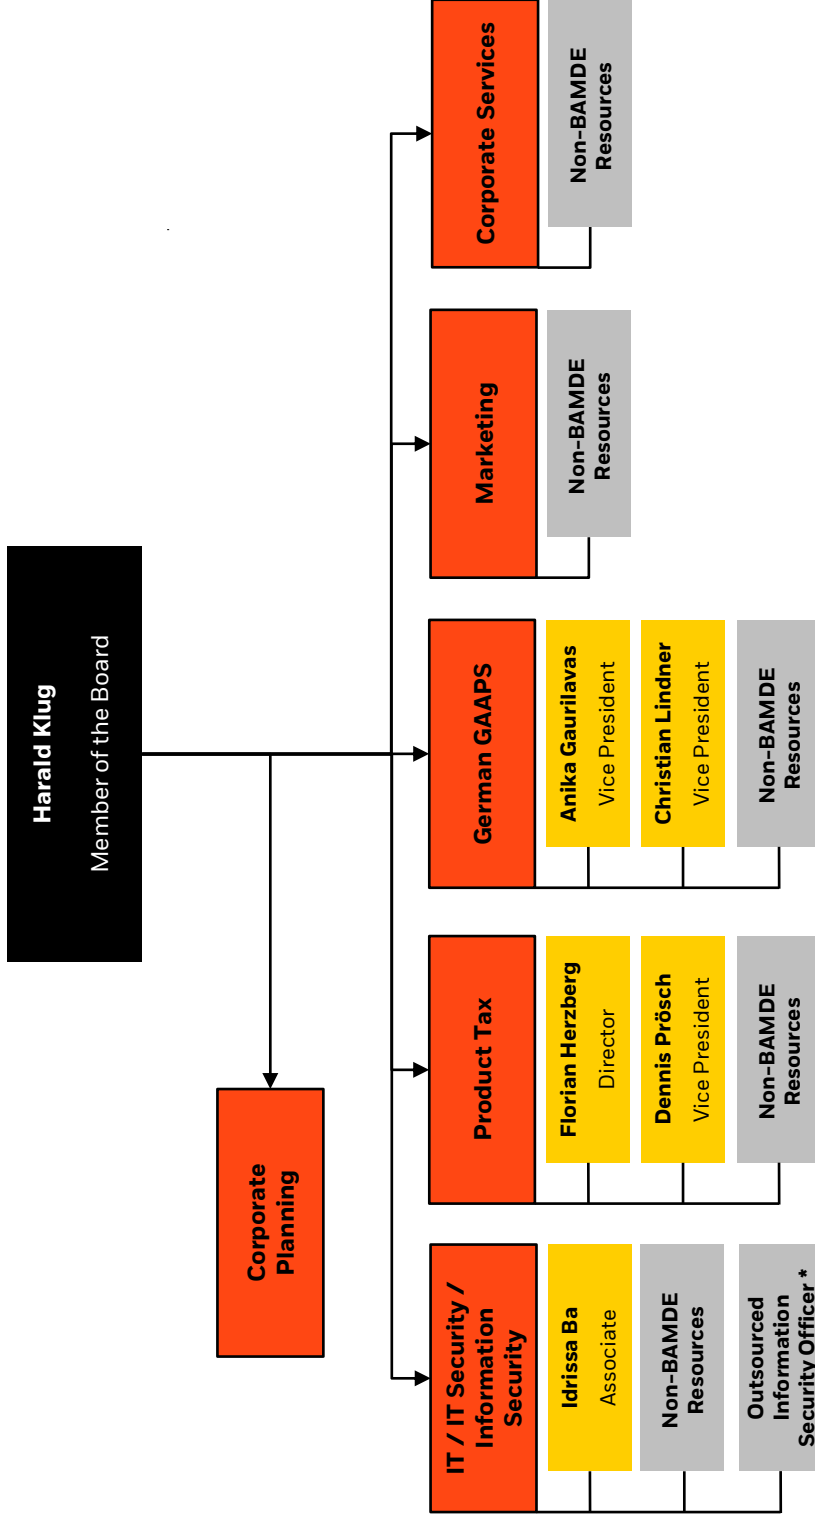 Harald Klug
Member of the Board
Corporate
Planning
IT / IT Security /
Information
Security
Idrissa Ba
Associate
Non-BAMDE
Resources
Outsourced
Information
Security Officer *
Product Tax
Florian Herzberg
Director
Dennis Prösch
Vice President
Non-BAMDE
Resources
German GAAPS
Anika Gaurilavas
Vice President
Christian Lindner
Vice President
Non-BAMDE
Resources
Marketing
Non-BAMDE
Resources
Corporate Services
Non-BAMDE
Resources